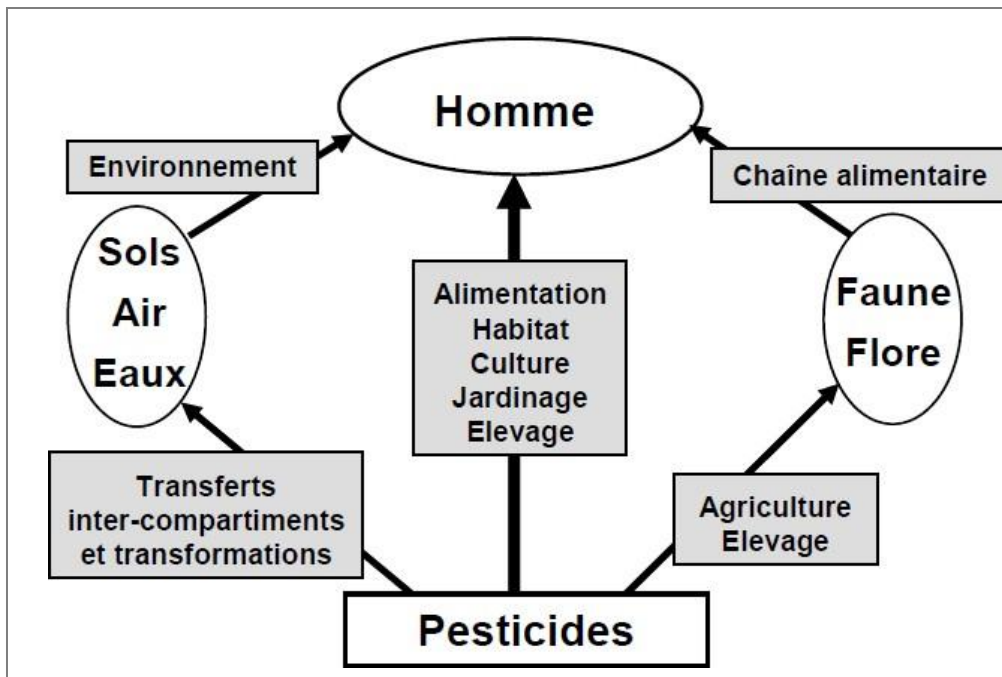 Homme
Environnement
Chaîne alimentaire
Sols
Air
Eaux
Alimentation
Habitat
Culture
Jardinage
Elevage
Faune
Flore
Transferts
inter-compartiments
et transformations
Agriculture
Elevage
Pesticides